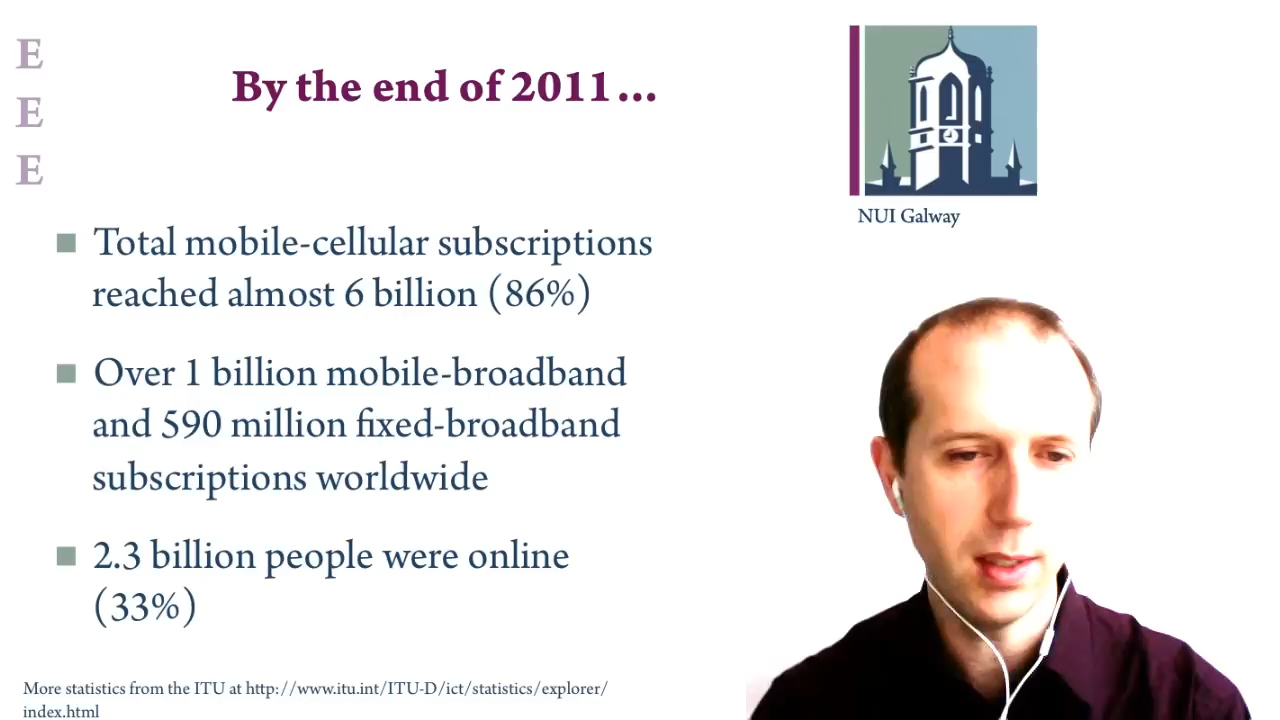 E
E
E
By the end of 2011…
NUI Galway
■ Total mobile-cellular subscriptions
reached almost 6 billion (86%)
■ Over 1 billion mobile-broadband
and 590 million fixed-broadband
subscriptions worldwide
■ 2.3 billion people were online
(33%)
More statistics from the ITU at http://www.itu.int/ITU-D/ict/statistics/explorer/
index.html